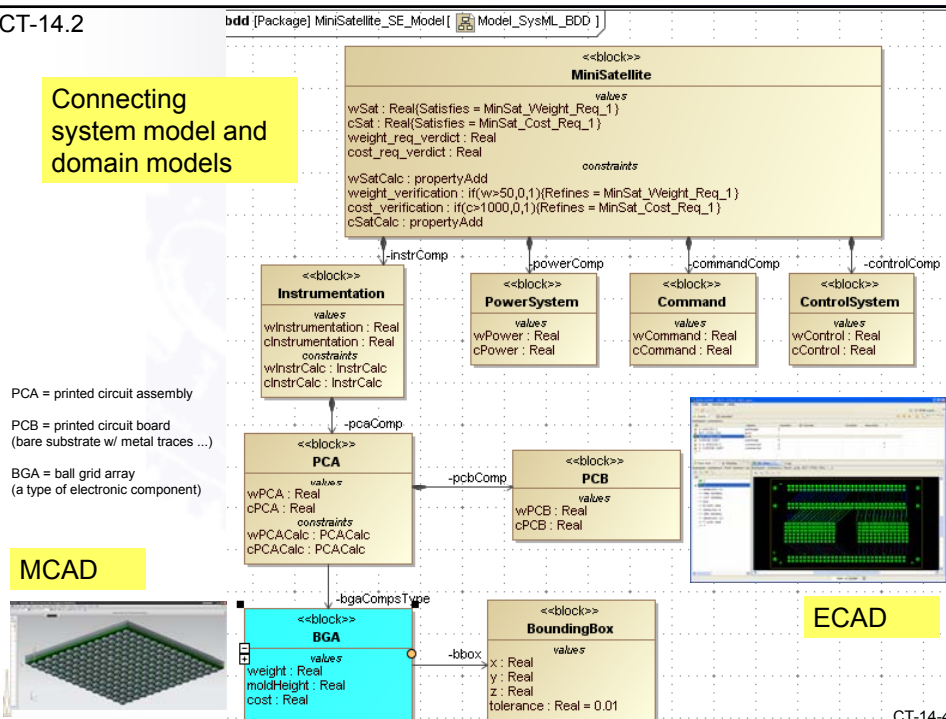 CT-14.2
bdd [Package] MiniSatellite_SE_Model [ Model_SysML_BDD ]
Connecting
system model and
domain models
<<block>>
MiniSatellite
values
wSat : Real{Satisfies = MinSat_Weight_Req_1}
cSat : Real{Satisfies = MinSat_Cost_Req_1}
weight_req_verdict : Real
cost_req_verdict : Real
constraints
wSatCalc : propertyAdd
weight_verification : if(w>50,0,1){Refines = MinSat_Weight_Req_1}
cost_verification : if(c>1000,0,1){Refines = MinSat_Cost_Req_1}
cSatCalc : propertyAdd
-instrComp
-powerComp
-commandComp
-controlComp
<<block>>
Instrumentation
values
wInstrumentation : Real
cInstrumentation : Real
constraints
wInstrCalc : InstrCalc
cInstrCalc : InstrCalc
<<block>>
PowerSystem
values
wPower : Real
cPower : Real
<<block>>
Command
values
wCommand : Real
cCommand : Real
<<block>>
ControlSystem
values
wControl : Real
cControl : Real
PCA = printed circuit assembly
PCB = printed circuit board
(bare substrate w/ metal traces ...)
BGA = ball grid array
(a type of electronic component)
-pcaComp
<<block>>
PCA
values
wPCA : Real
cPCA : Real
constraints
wPCACalc : PCACalc
cPCACalc : PCACalc
-pcbComp
<<block>>
PCB
values
wPCB : Real
cPCB : Real
MCAD
ECAD
-bgaCompsType
<<block>>
BGA
values
weight : Real
moldHeight : Real
cost : Real
-bbox
<<block>>
BoundingBox
values
x : Real
y : Real
z : Real
tolerance : Real = 0.01